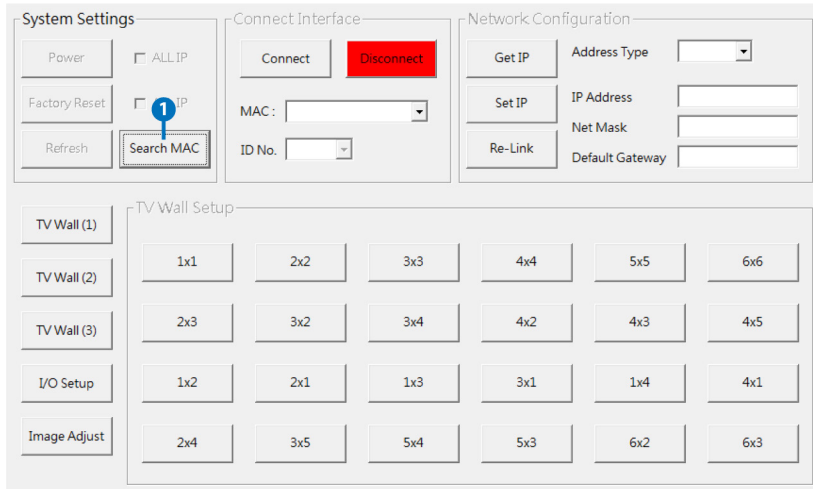 System Settings
Power
ALL IP
Factory Reset
IP
1
Refresh
Search MAC
Connect Interface
Connect
Disconnect
MAC :
ID No.
Network Configuration
Get IP
Address Type
Set IP
IP Address
Net Mask
Re-Link
Default Gateway
TV Wall (1)
TV Wall (2)
TV Wall (3)
I/O Setup
Image Adjust
TV Wall Setup
1x1 2x2 3x3 4x4 5x5 6x6
2x3 3x2 3x4 4x2 4x3 4x5
1x2 2x1 1x3 3x1 1x4 4x1
2x4 3x5 5x4 5x3 6x2 6x3